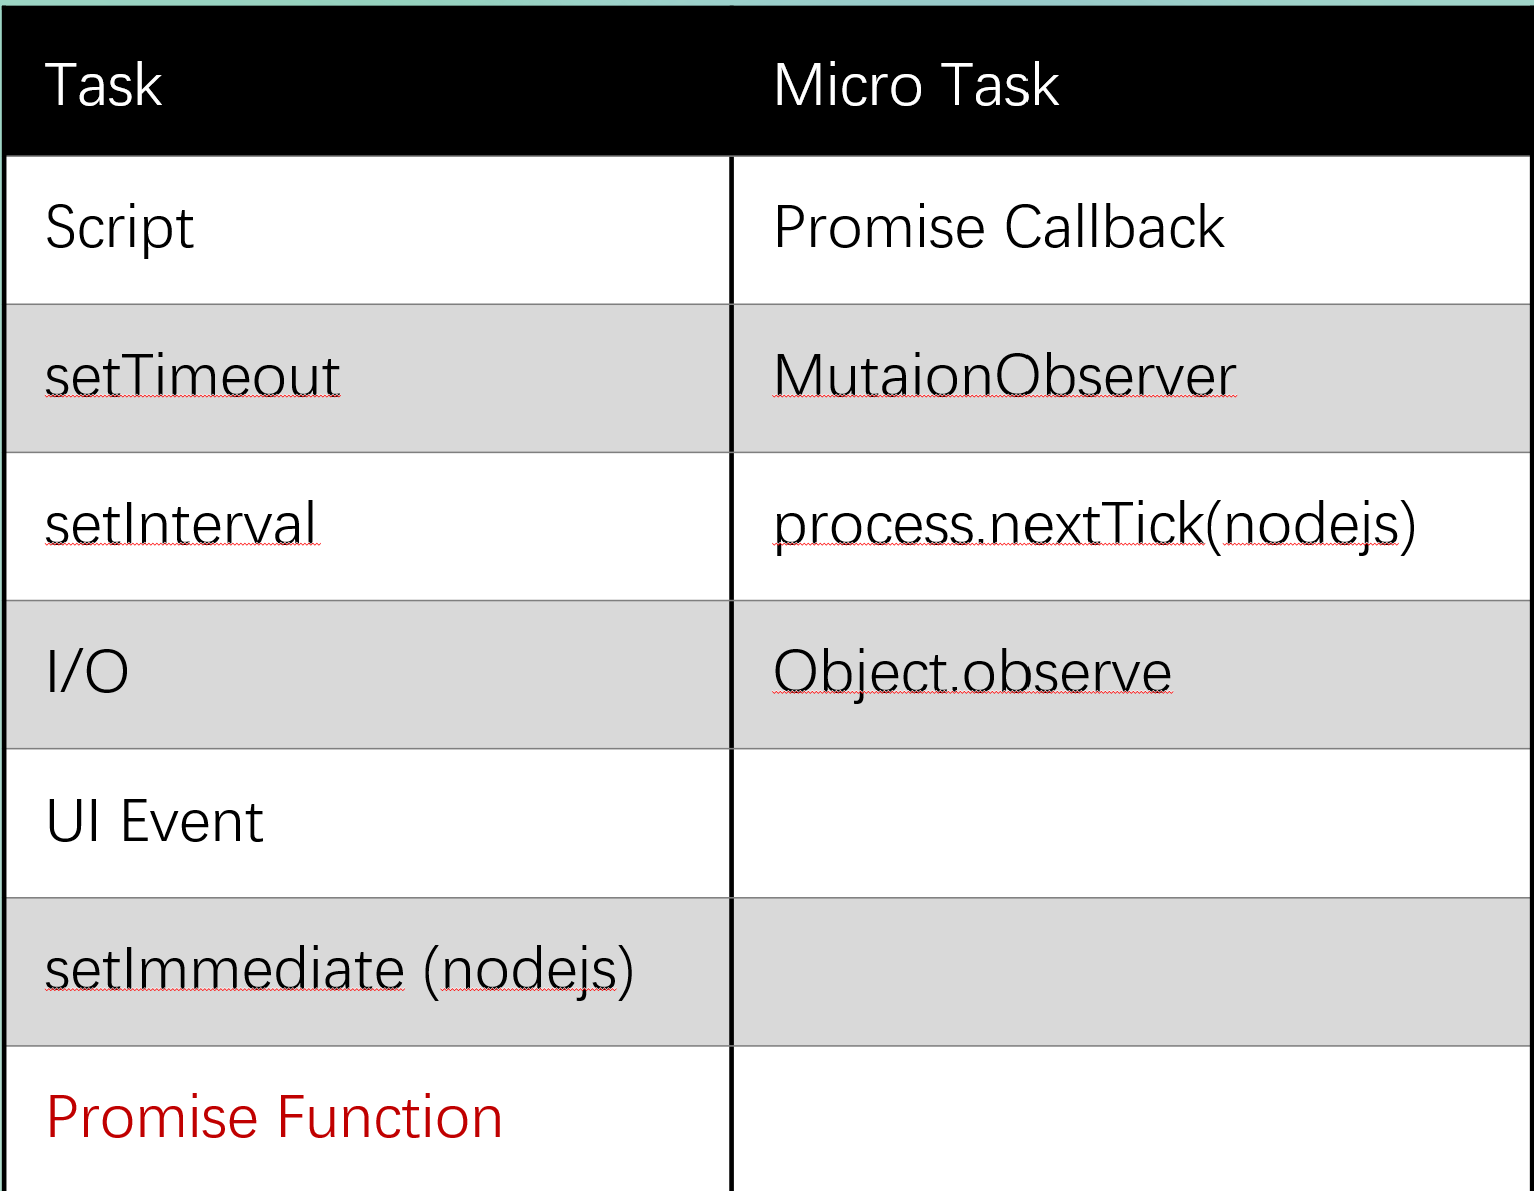 Task Micro Task
Script Promise Callback
setTimeout MutaionObserver
setInterval process.nextTick(nodejs)
I/O Object.observe
UI Event
setImmediate (nodejs)
Promise Function